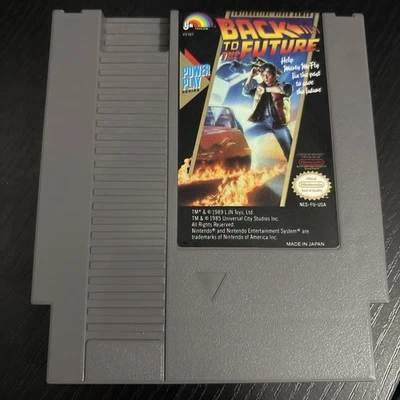 BACK
TO THE
FUTURE
Help
Marty McFly
fix the past
to save
the future
POWER
PLAY
SERIES
Nintendo
NES-FU-USA
TM* & © 1989 LJN Toys, Ltd.
TM & © 1985 Universal City Studios Inc.
All Rights Reserved.
Nintendo® and Nintendo Entertainment System® are
trademarks of Nintendo of America Inc.
MADE IN JAPAN